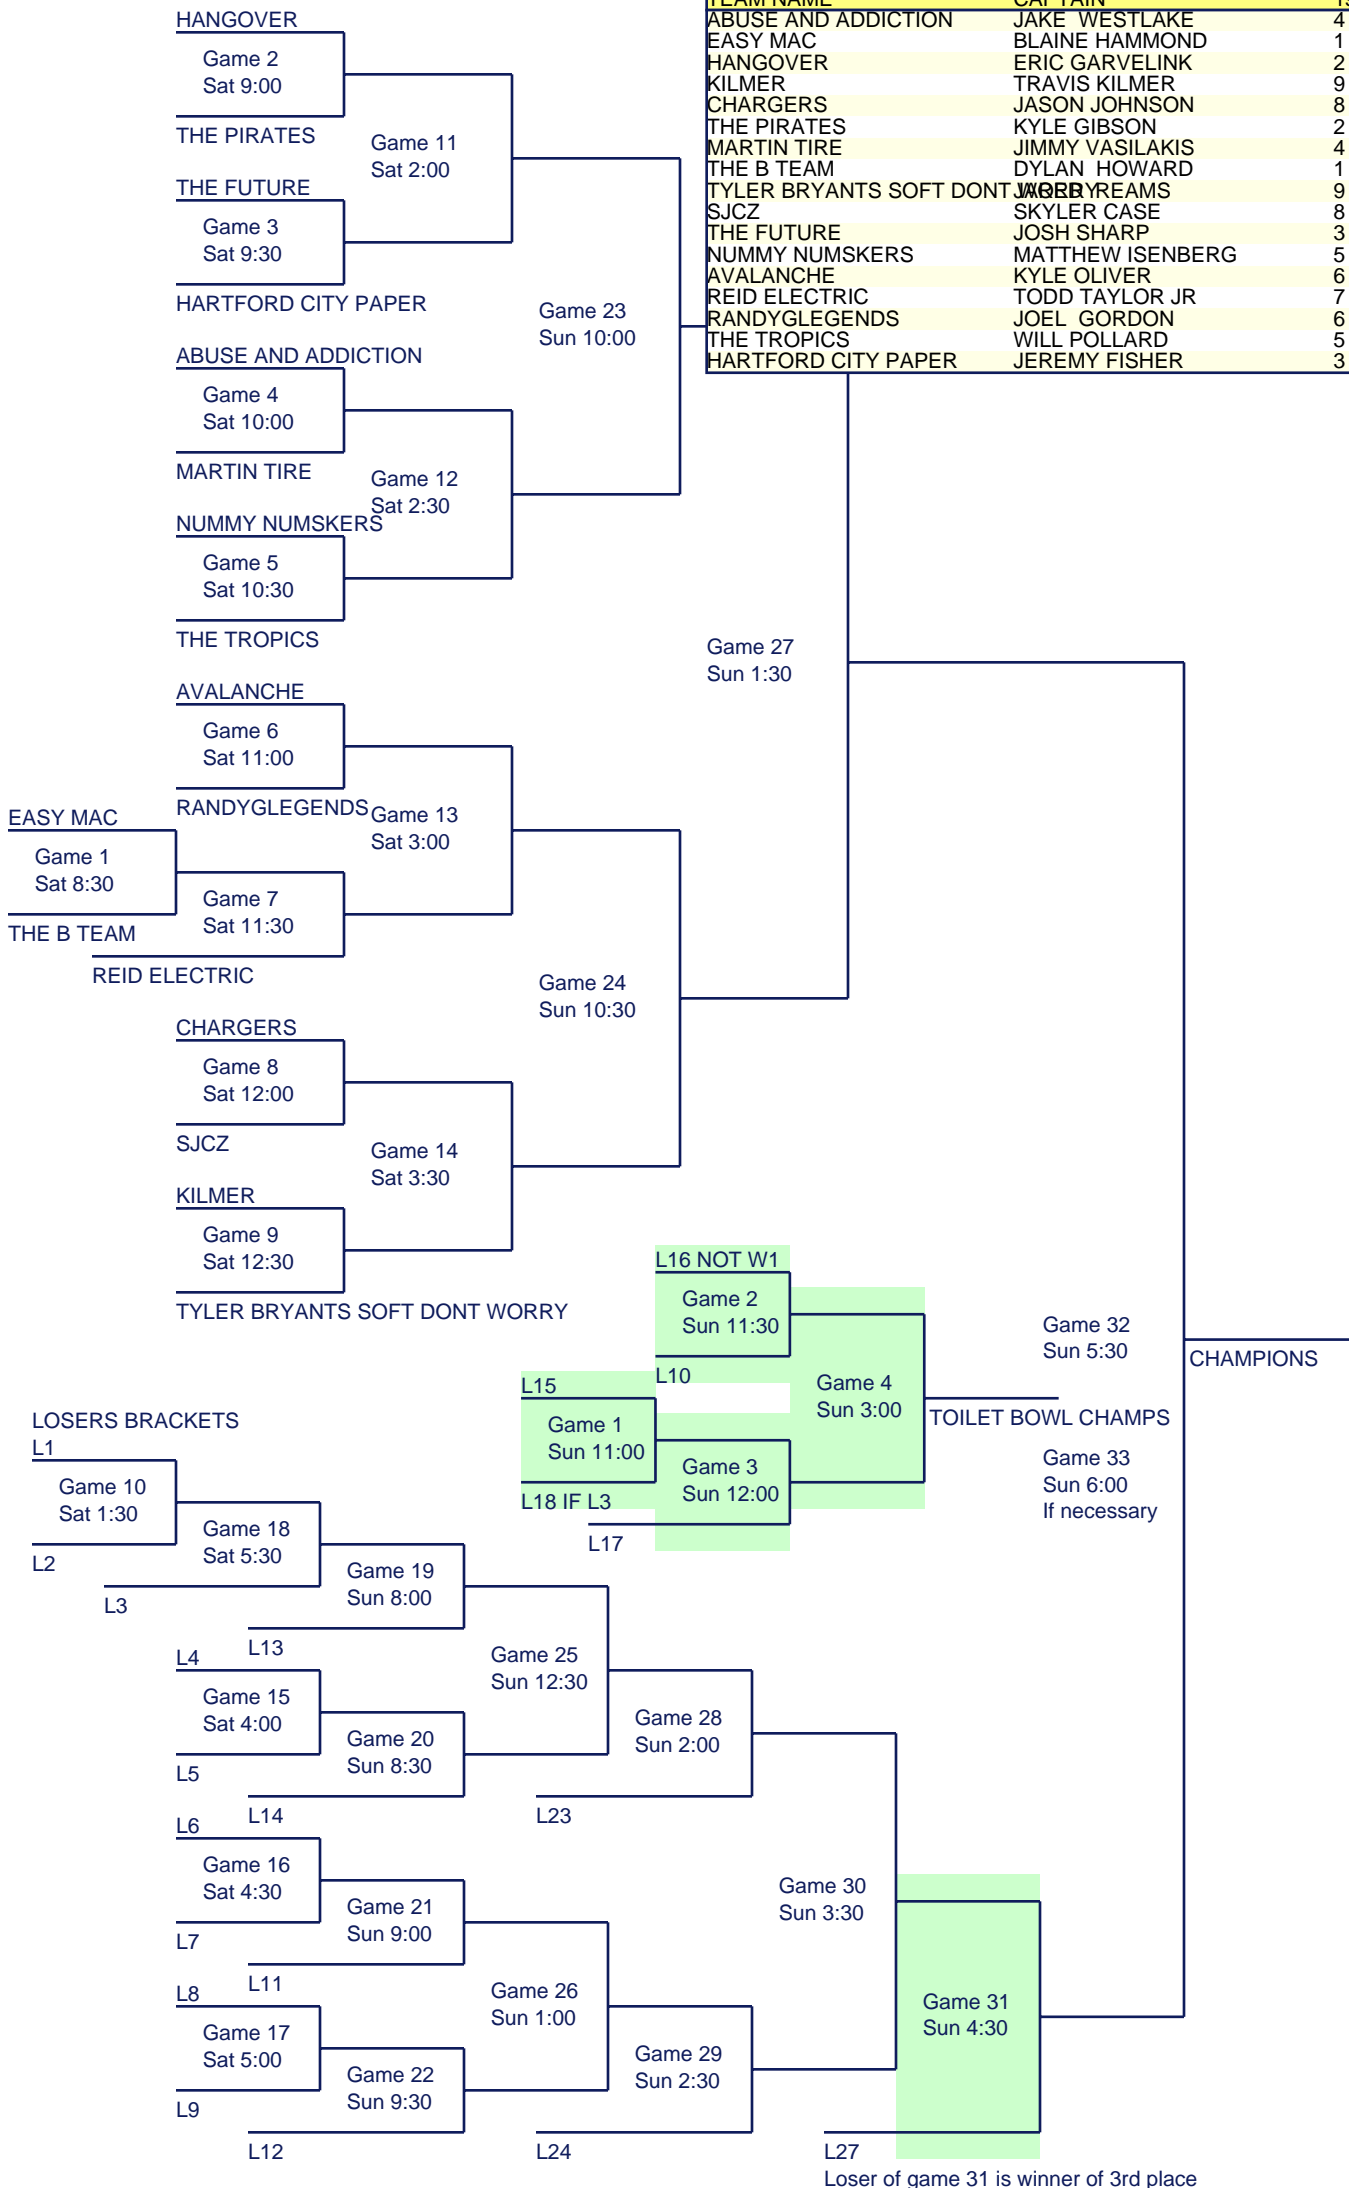 TEAM NAME CAPTAIN
ABUSE AND ADDICTION JAKE WESTLAKE 4
EASY MAC BLAINE HAMMOND 1
HANGOVER ERIC GARVELINK 2
KILMER TRAVIS KILMER 9
CHARGERS JASON JOHNSON 8
THE PIRATES KYLE GIBSON 2
MARTIN TIRE JIMMY VASILAKIS 4
THE B TEAM DYLAN HOWARD 1
TYLER BRYANTS SOFT DONT WORRY JARED REAMS 9
SJCZ SKYLER CASE 8
THE FUTURE JOSH SHARP 3
NUMMY NUMSKERS MATTHEW ISENBERG 5
AVALANCHE KYLE OLIVER 6
REID ELECTRIC TODD TAYLOR JR 7
RANDYGLEGENDS JOEL GORDON 6
THE TROPICS WILL POLLARD 5
HARTFORD CITY PAPER JEREMY FISHER 3
HANGOVER
Game 2
Sat 9:00
THE PIRATES
Game 11
Sat 2:00
THE FUTURE
Game 3
Sat 9:30
HARTFORD CITY PAPER
Game 23
Sun 10:00
ABUSE AND ADDICTION
Game 4
Sat 10:00
MARTIN TIRE
Game 12
Sat 2:30
NUMMY NUMSKERS
Game 5
Sat 10:30
THE TROPICS
Game 27
Sun 1:30
AVALANCHE
Game 6
Sat 11:00
RANDYGLEGENDS
Game 13
Sat 3:00
EASY MAC
Game 1
Sat 8:30
THE B TEAM
Game 7
Sat 11:30
REID ELECTRIC
Game 24
Sun 10:30
CHARGERS
Game 8
Sat 12:00
SJCZ
Game 14
Sat 3:30
KILMER
Game 9
Sat 12:30
TYLER BRYANTS SOFT DONT WORRY
L16 NOT W1
Game 2
Sun 11:30
L10
Game 32
Sun 5:30
CHAMPIONS
L15
Game 1
Sun 11:00
L18 IF L3
Game 4
Sun 3:00
TOILET BOWL CHAMPS
Game 3
Sun 12:00
L17
Game 33
Sun 6:00
If necessary
LOSERS BRACKETS
L1
Game 10
Sat 1:30
L2
Game 18
Sat 5:30
L3
Game 19
Sun 8:00
L13
L4
Game 15
Sat 4:00
L5
Game 20
Sun 8:30
L14
Game 25
Sun 12:30
Game 28
Sun 2:00
L23
L6
Game 16
Sat 4:30
L7
Game 21
Sun 9:00
L11
L8
Game 17
Sat 5:00
L9
Game 22
Sun 9:30
L12
Game 26
Sun 1:00
Game 29
Sun 2:30
L24
Game 30
Sun 3:30
Game 31
Sun 4:30
L27
Loser of game 31 is winner of 3rd place